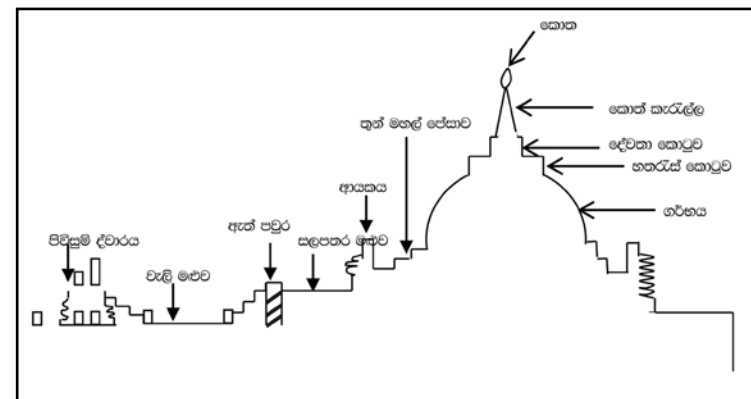 කොත
කොත් කැරැල්ල
තුන් මහල් පේසාව
දේවතා කොටුව
හතරැස් කොටුව
ආයකය
ගර්භය
ඇත් පවුර
පිවිසුම් ද්වාරය
සලපතර මළුව
වැලි මළුව